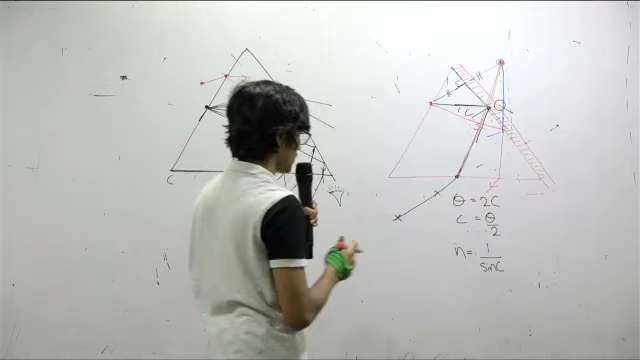 C
θ = 2C
C = θ/2
n = 1/sinC